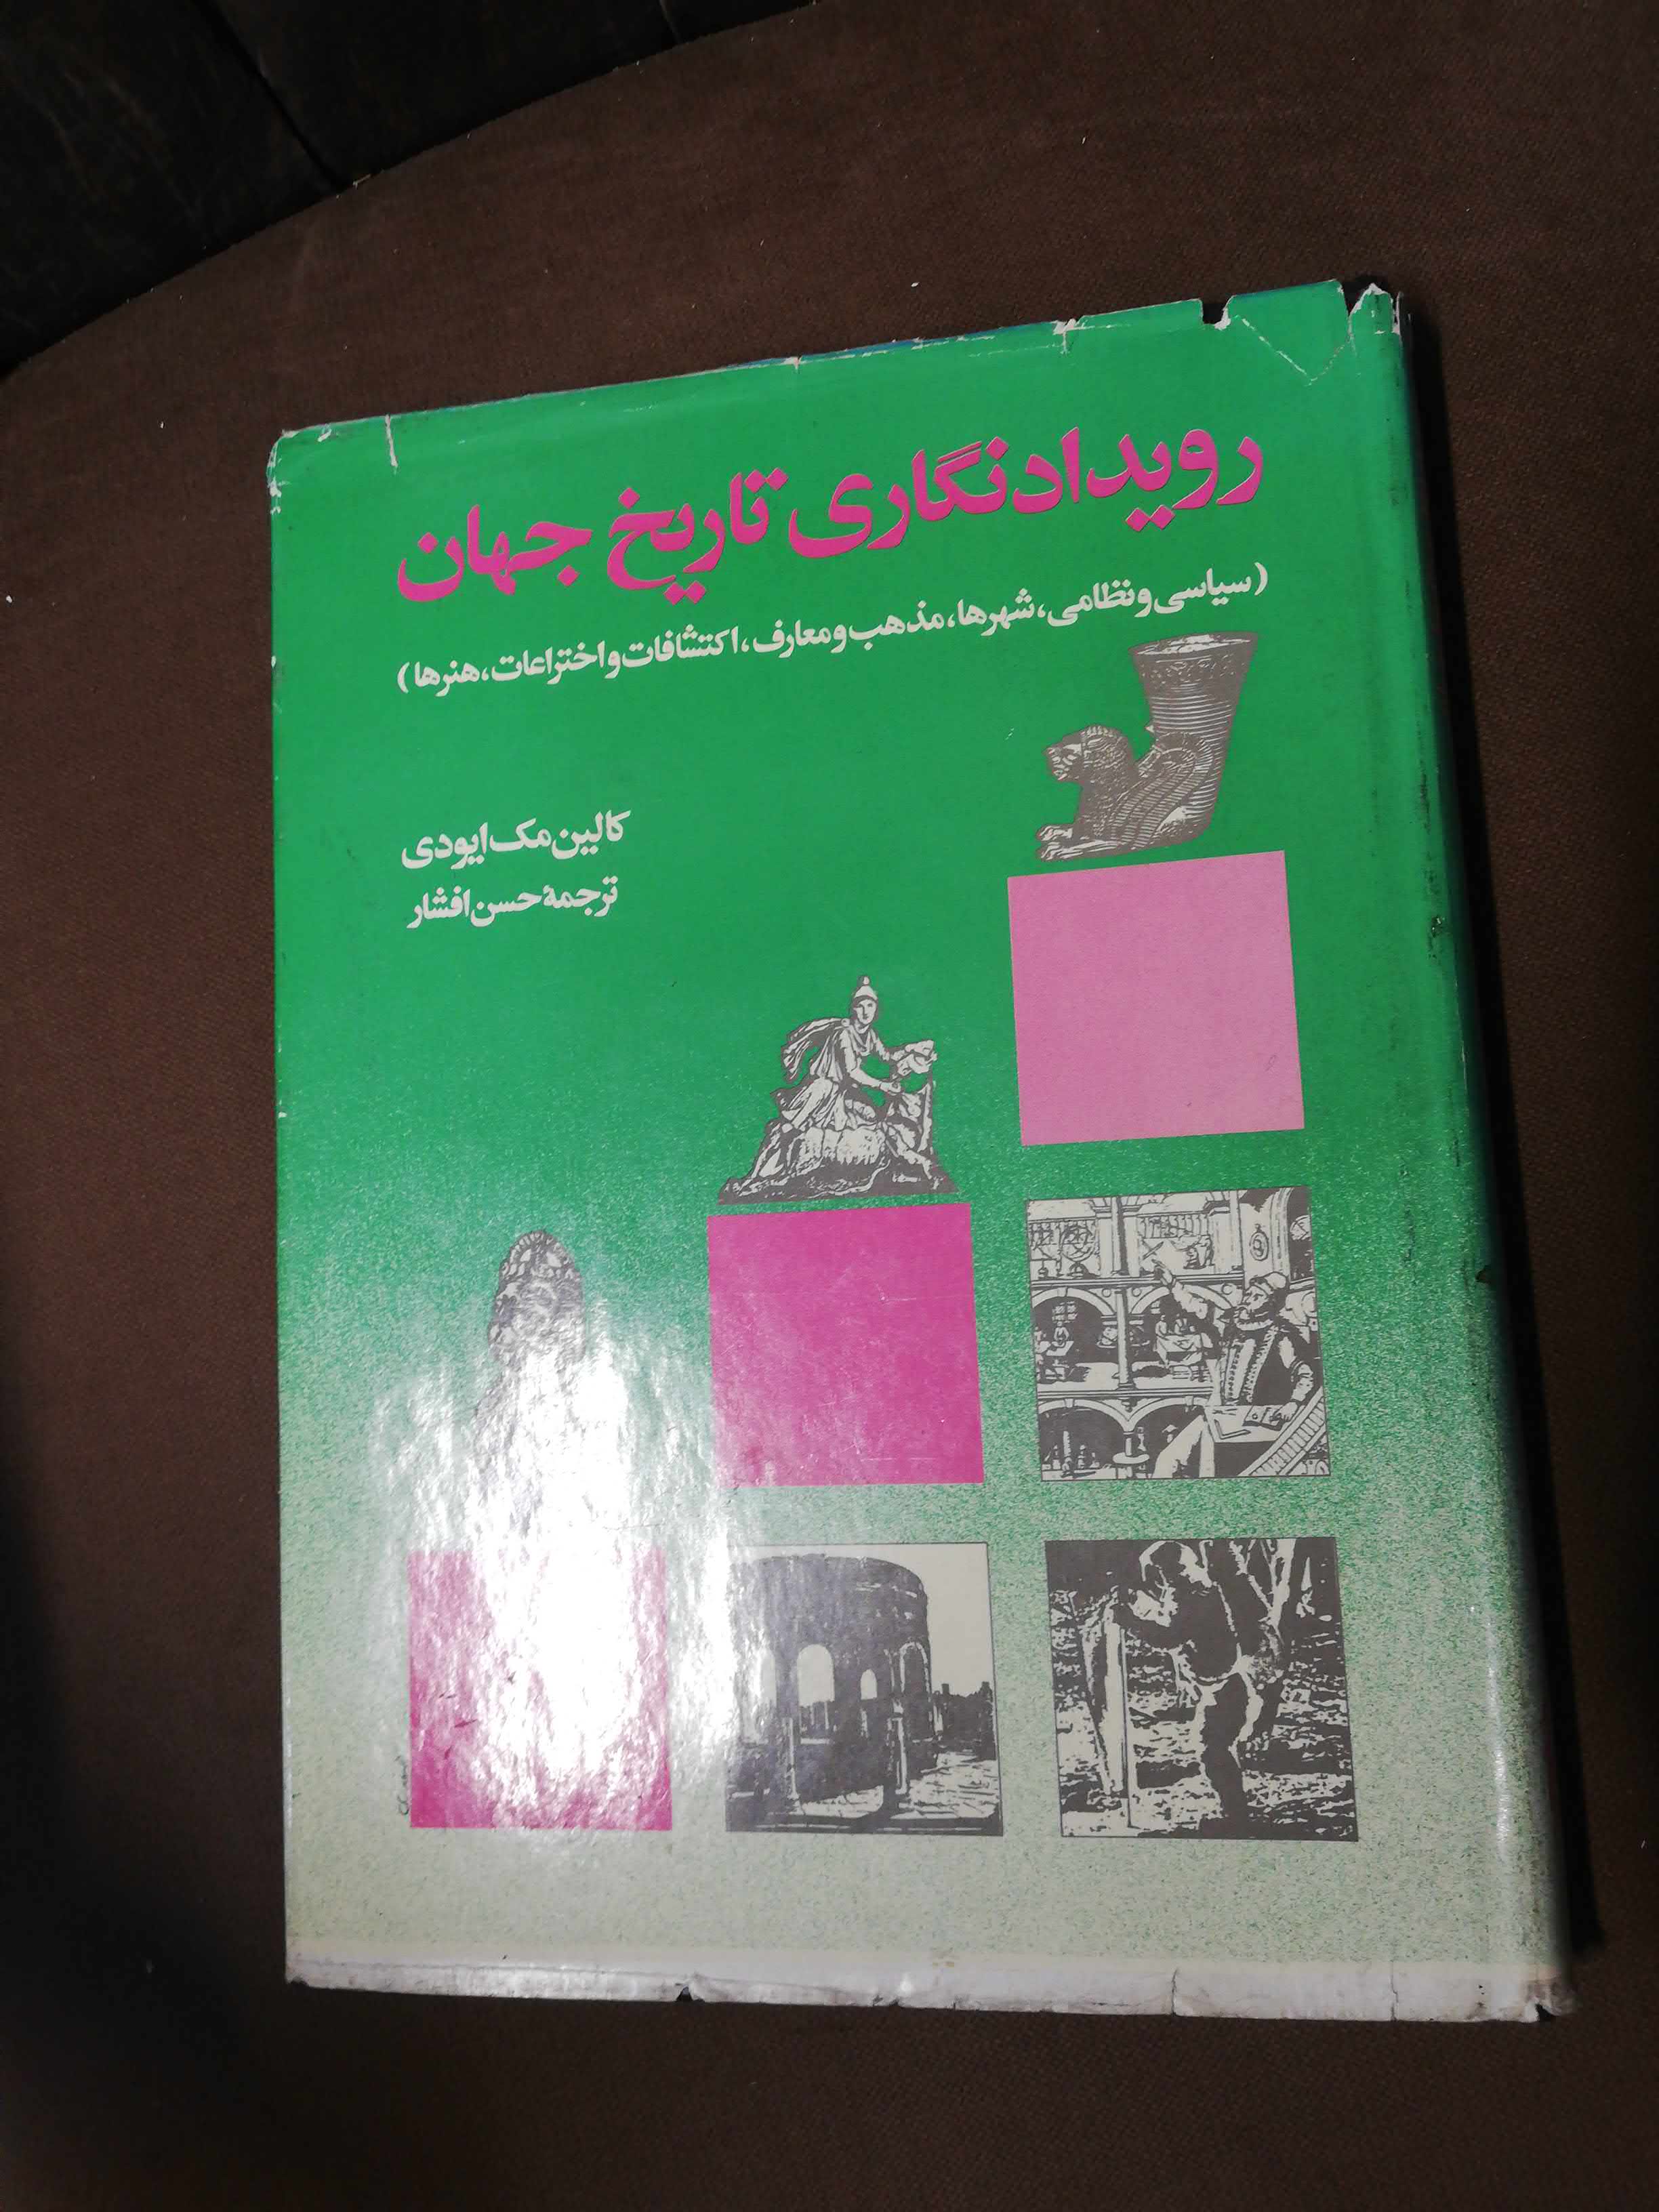 رویدادنگاری تاریخ جهان
(سیاسی و نظامی، شهرها، مذهب و معارف، اکتشافات و اختراعات، هنرها)
کالین مک ایودی
ترجمهٔ حسن افشار